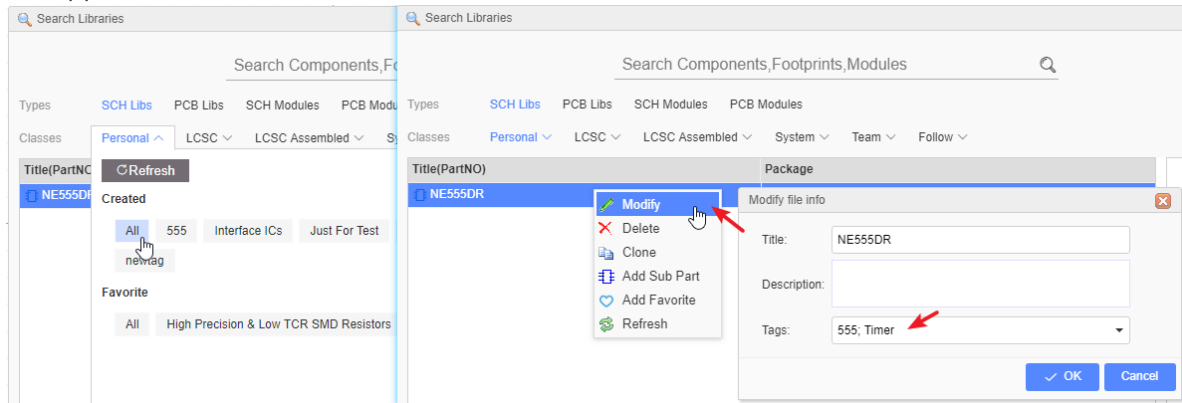 Search Libraries
Search Components,Fo
Types SCH Libs PCB Libs SCH Modules PCB Modu
Classes Personal LCSC LCSC Assembled Sy
Title(PartNO Refresh
NE555DR Created
All 555 Interface ICs Just For Test
newtag
Favorite
All High Precision & Low TCR SMD Resistors
Search Libraries
Search Components,Footprints,Modules
Types SCH Libs PCB Libs SCH Modules PCB Modules
Classes Personal LCSC LCSC Assembled System Team Follow
Title(PartNO) Package
NE555DR
Modify
Delete
Clone
Add Sub Part
Add Favorite
Refresh
Modify file info
Title: NE555DR
Description:
Tags: 555; Timer
OK Cancel